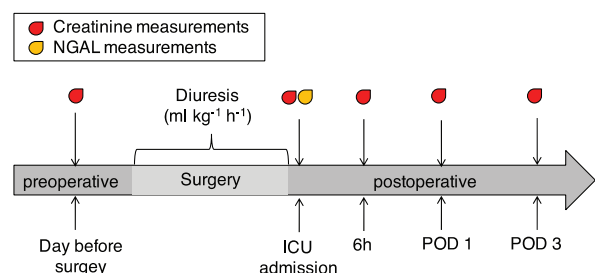 Creatinine measurements
NGAL measurements
Diuresis
(ml kg⁻¹ h⁻¹)
preoperative
Surgery
postoperative
Day before
surgey
ICU
admission
6h
POD 1
POD 3